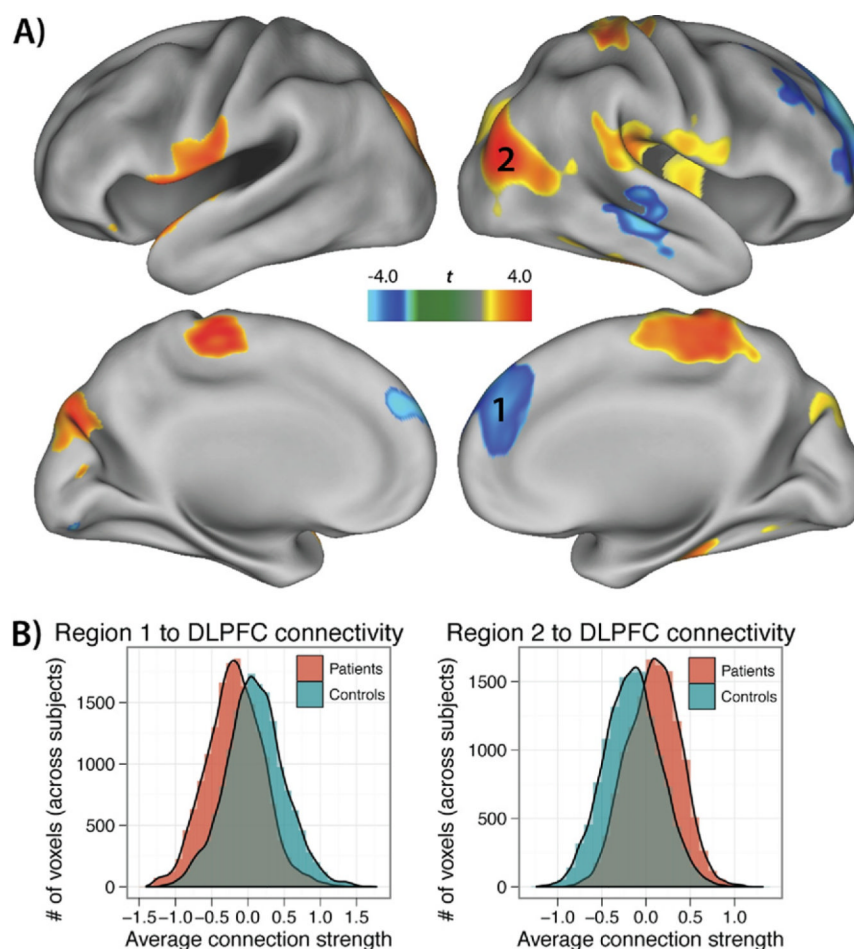 A)
2
-4.0 t 4.0
1
B)
Region 1 to DLPFC connectivity
# of voxels (across subjects)
1500
1000
500
0
Patients
Controls
−1.5 −1.0 −0.5 0.0 0.5 1.0 1.5
Average connection strength
Region 2 to DLPFC connectivity
# of voxels (across subjects)
1500
1000
500
0
Patients
Controls
−1.0 −0.5 0.0 0.5 1.0
Average connection strength